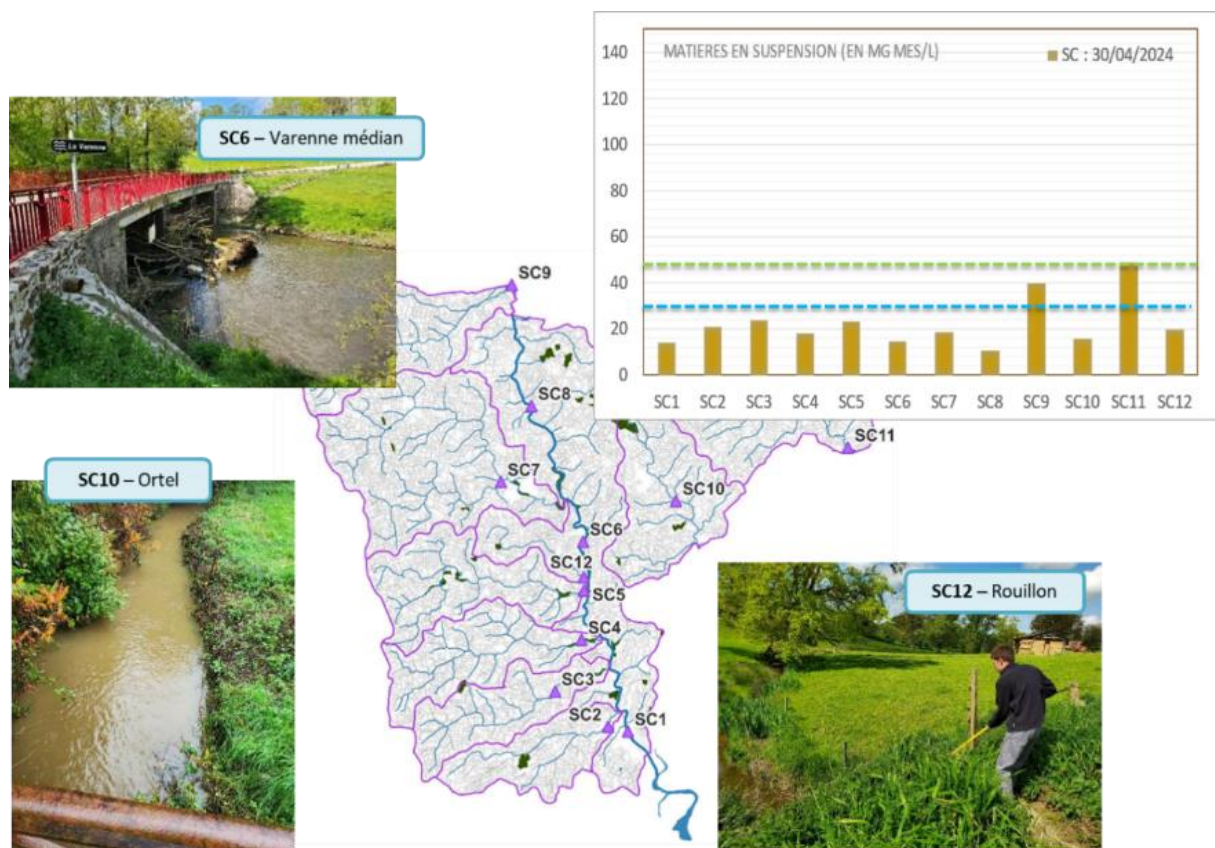 MATIERES EN SUSPENSION (EN MG MES/L)
SC : 30/04/2024
140
120
100
80
60
40
20
0
SC1 SC2 SC3 SC4 SC5 SC6 SC7 SC8 SC9 SC10 SC11 SC12
SC6 – Varenne médian
La Varenne
SC9
SC8
SC11
SC7
SC10
SC6
SC12
SC5
SC4
SC3
SC2
SC1
SC10 – Ortel
SC12 – Rouillon